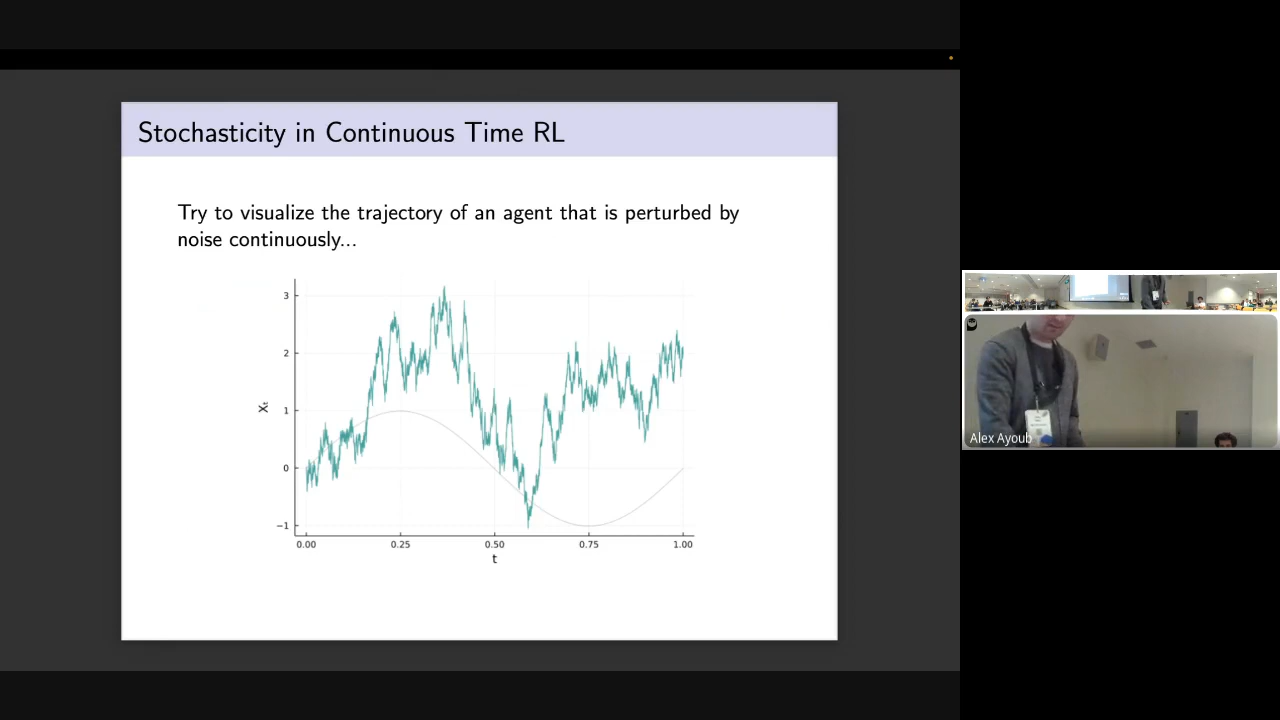 Stochasticity in Continuous Time RL
Try to visualize the trajectory of an agent that is perturbed by
noise continuously...
3
2
1
0
−1
Xₜ
0.00 0.25 0.50 0.75 1.00
t
Alex Ayoub